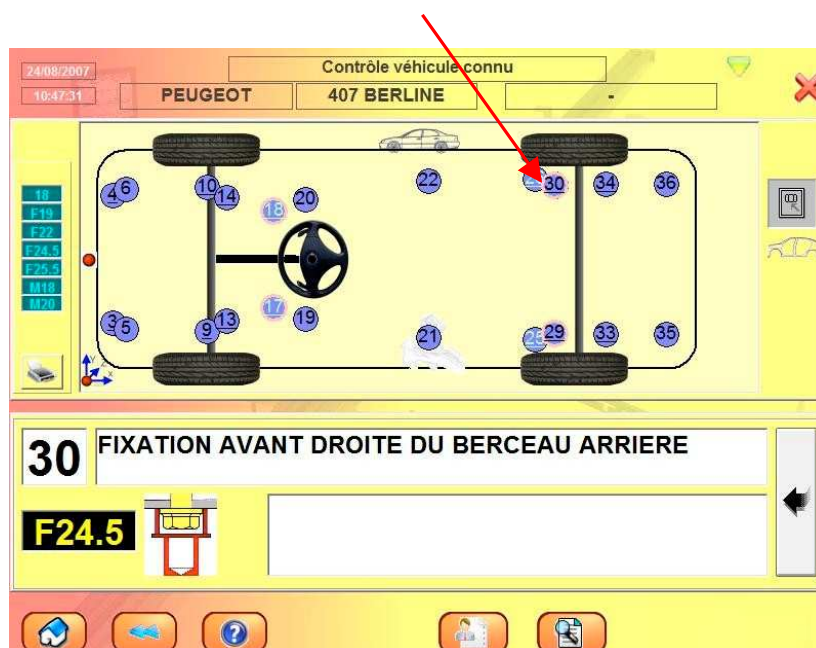 24/08/2007
Contrôle véhicule connu
10:47:31
PEUGEOT
407 BERLINE
-
18
F19
F22
F24.5
F25.5
M18
M20
4 6 10 14 18 20 22 30 34 36
3 5 9 13 17 19 21 25 29 33 35
Y
Z
X
30
FIXATION AVANT DROITE DU BERCEAU ARRIERE
F24.5